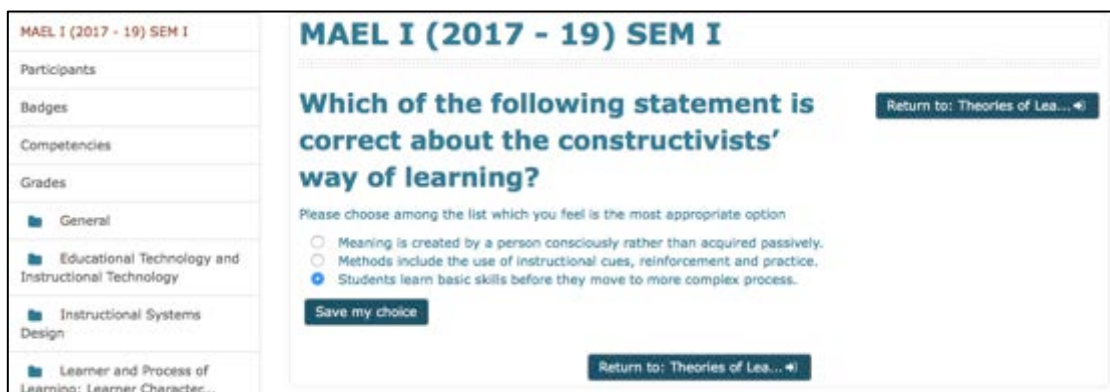 MAEL I (2017 - 19) SEM I
Participants
Badges
Competencies
Grades
General
Educational Technology and
Instructional Technology
Instructional Systems
Design
Learner and Process of
Learning: Learner Character...
MAEL I (2017 - 19) SEM I
Which of the following statement is
correct about the constructivists’
way of learning?
Return to: Theories of Lea...
Please choose among the list which you feel is the most appropriate option
Meaning is created by a person consciously rather than acquired passively.
Methods include the use of instructional cues, reinforcement and practice.
Students learn basic skills before they move to more complex process.
Save my choice
Return to: Theories of Lea...